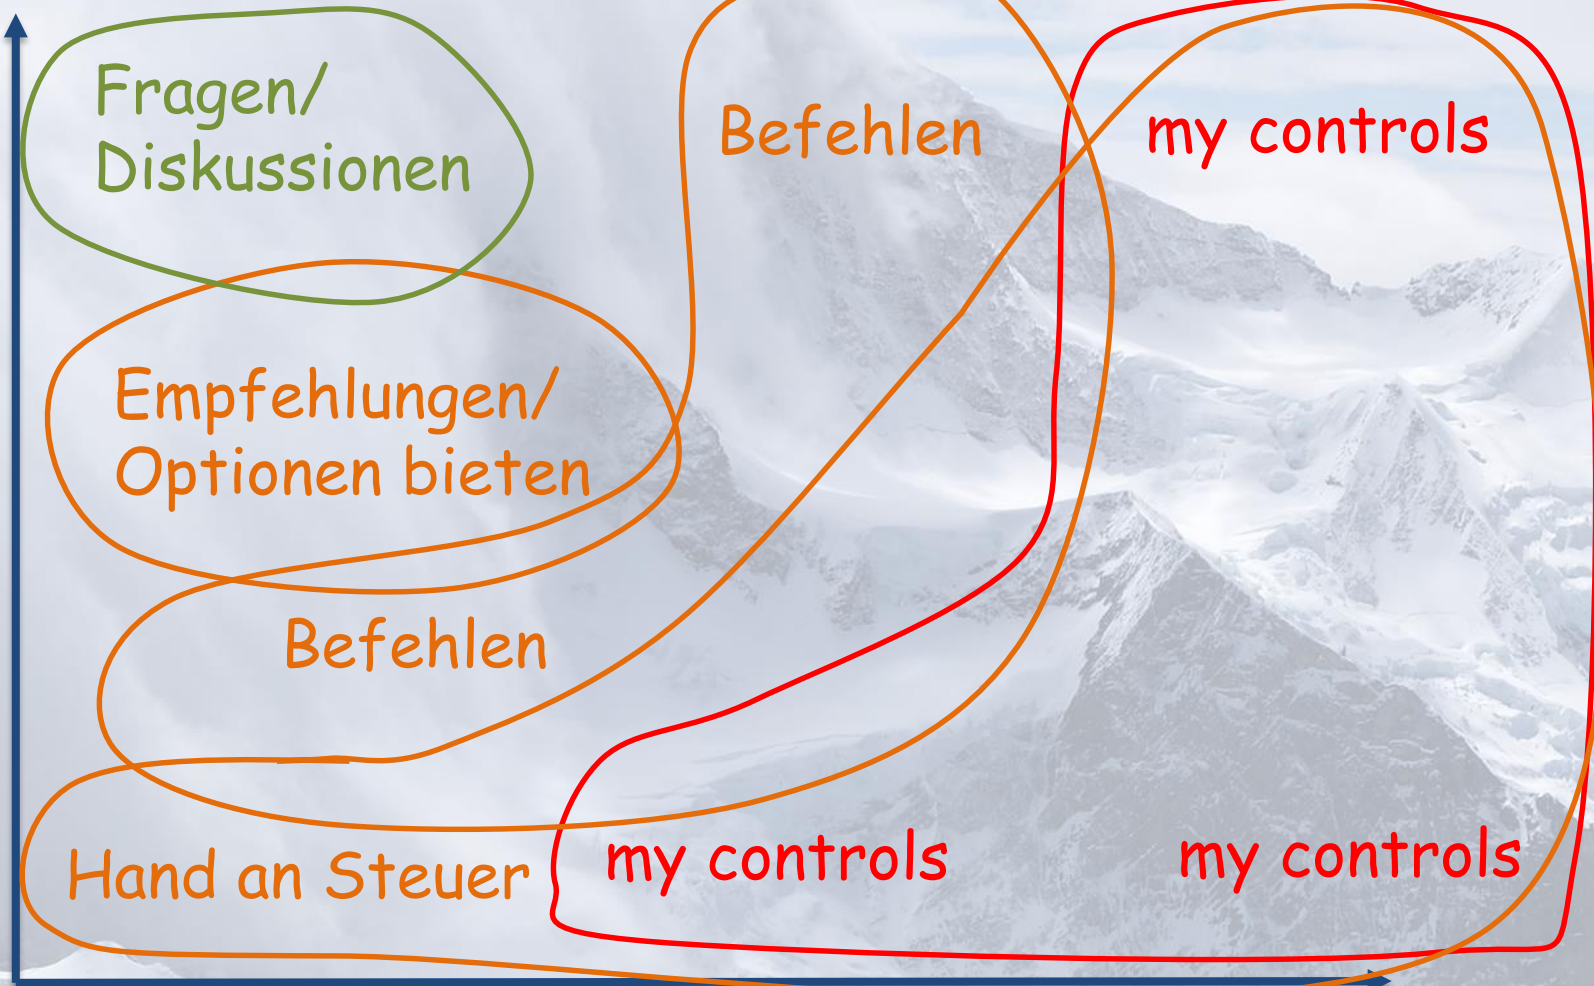 Fragen/
Diskussionen
Befehlen
my controls
Empfehlungen/
Optionen bieten
Befehlen
Hand an Steuer
my controls
my controls